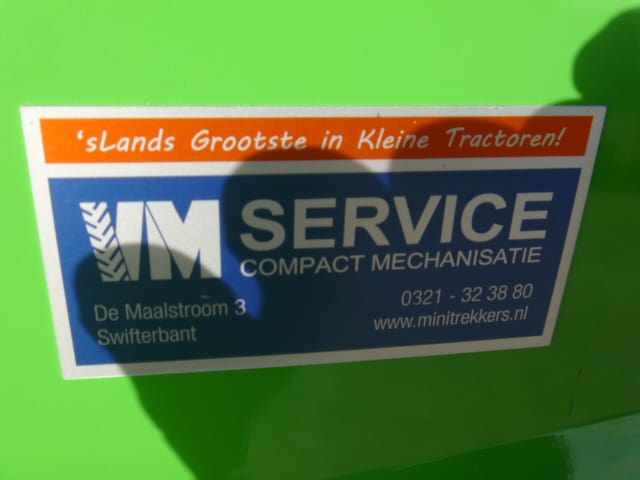 'sLands Grootste in Kleine Tractoren!
VM SERVICE
COMPACT MECHANISATIE
De Maalstroom 3
Swifterbant
0321 - 32 38 80
www.minitrekkers.nl